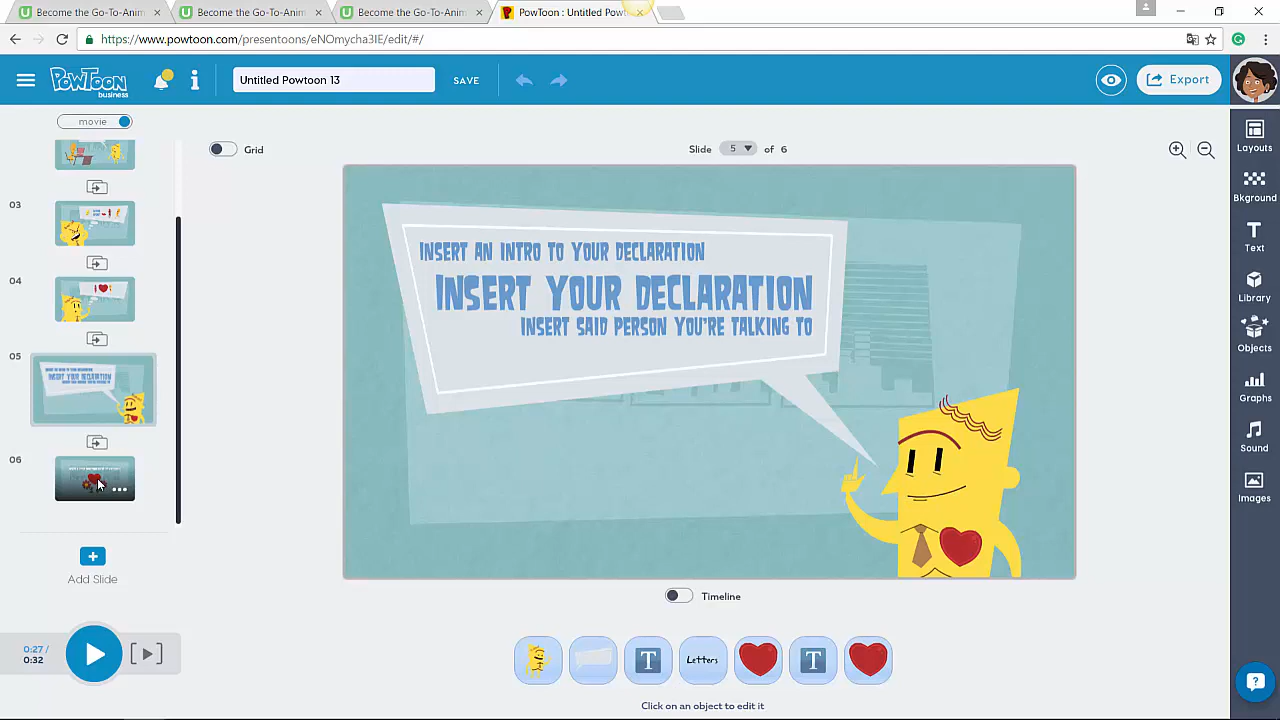 Become the Go-To-Anim
Become the Go-To-Anim
Become the Go-To-Anim
PowToon : Untitled Powt
https://www.powtoon.com/presentoons/eNOmycha3IE/edit/#/
POWTOON
business
Untitled Powtoon 13
SAVE
Export
movie
Grid
Slide 5 of 6
Layouts
Bkground
Text
Library
Objects
Graphs
Sound
Images
03
04
05
06
INSERT AN INTRO TO YOUR DECLARATION
INSERT YOUR DECLARATION
INSERT SAID PERSON YOU'RE TALKING TO
Add Slide
Timeline
0:27 /
0:32
T
Letters
T
Click on an object to edit it